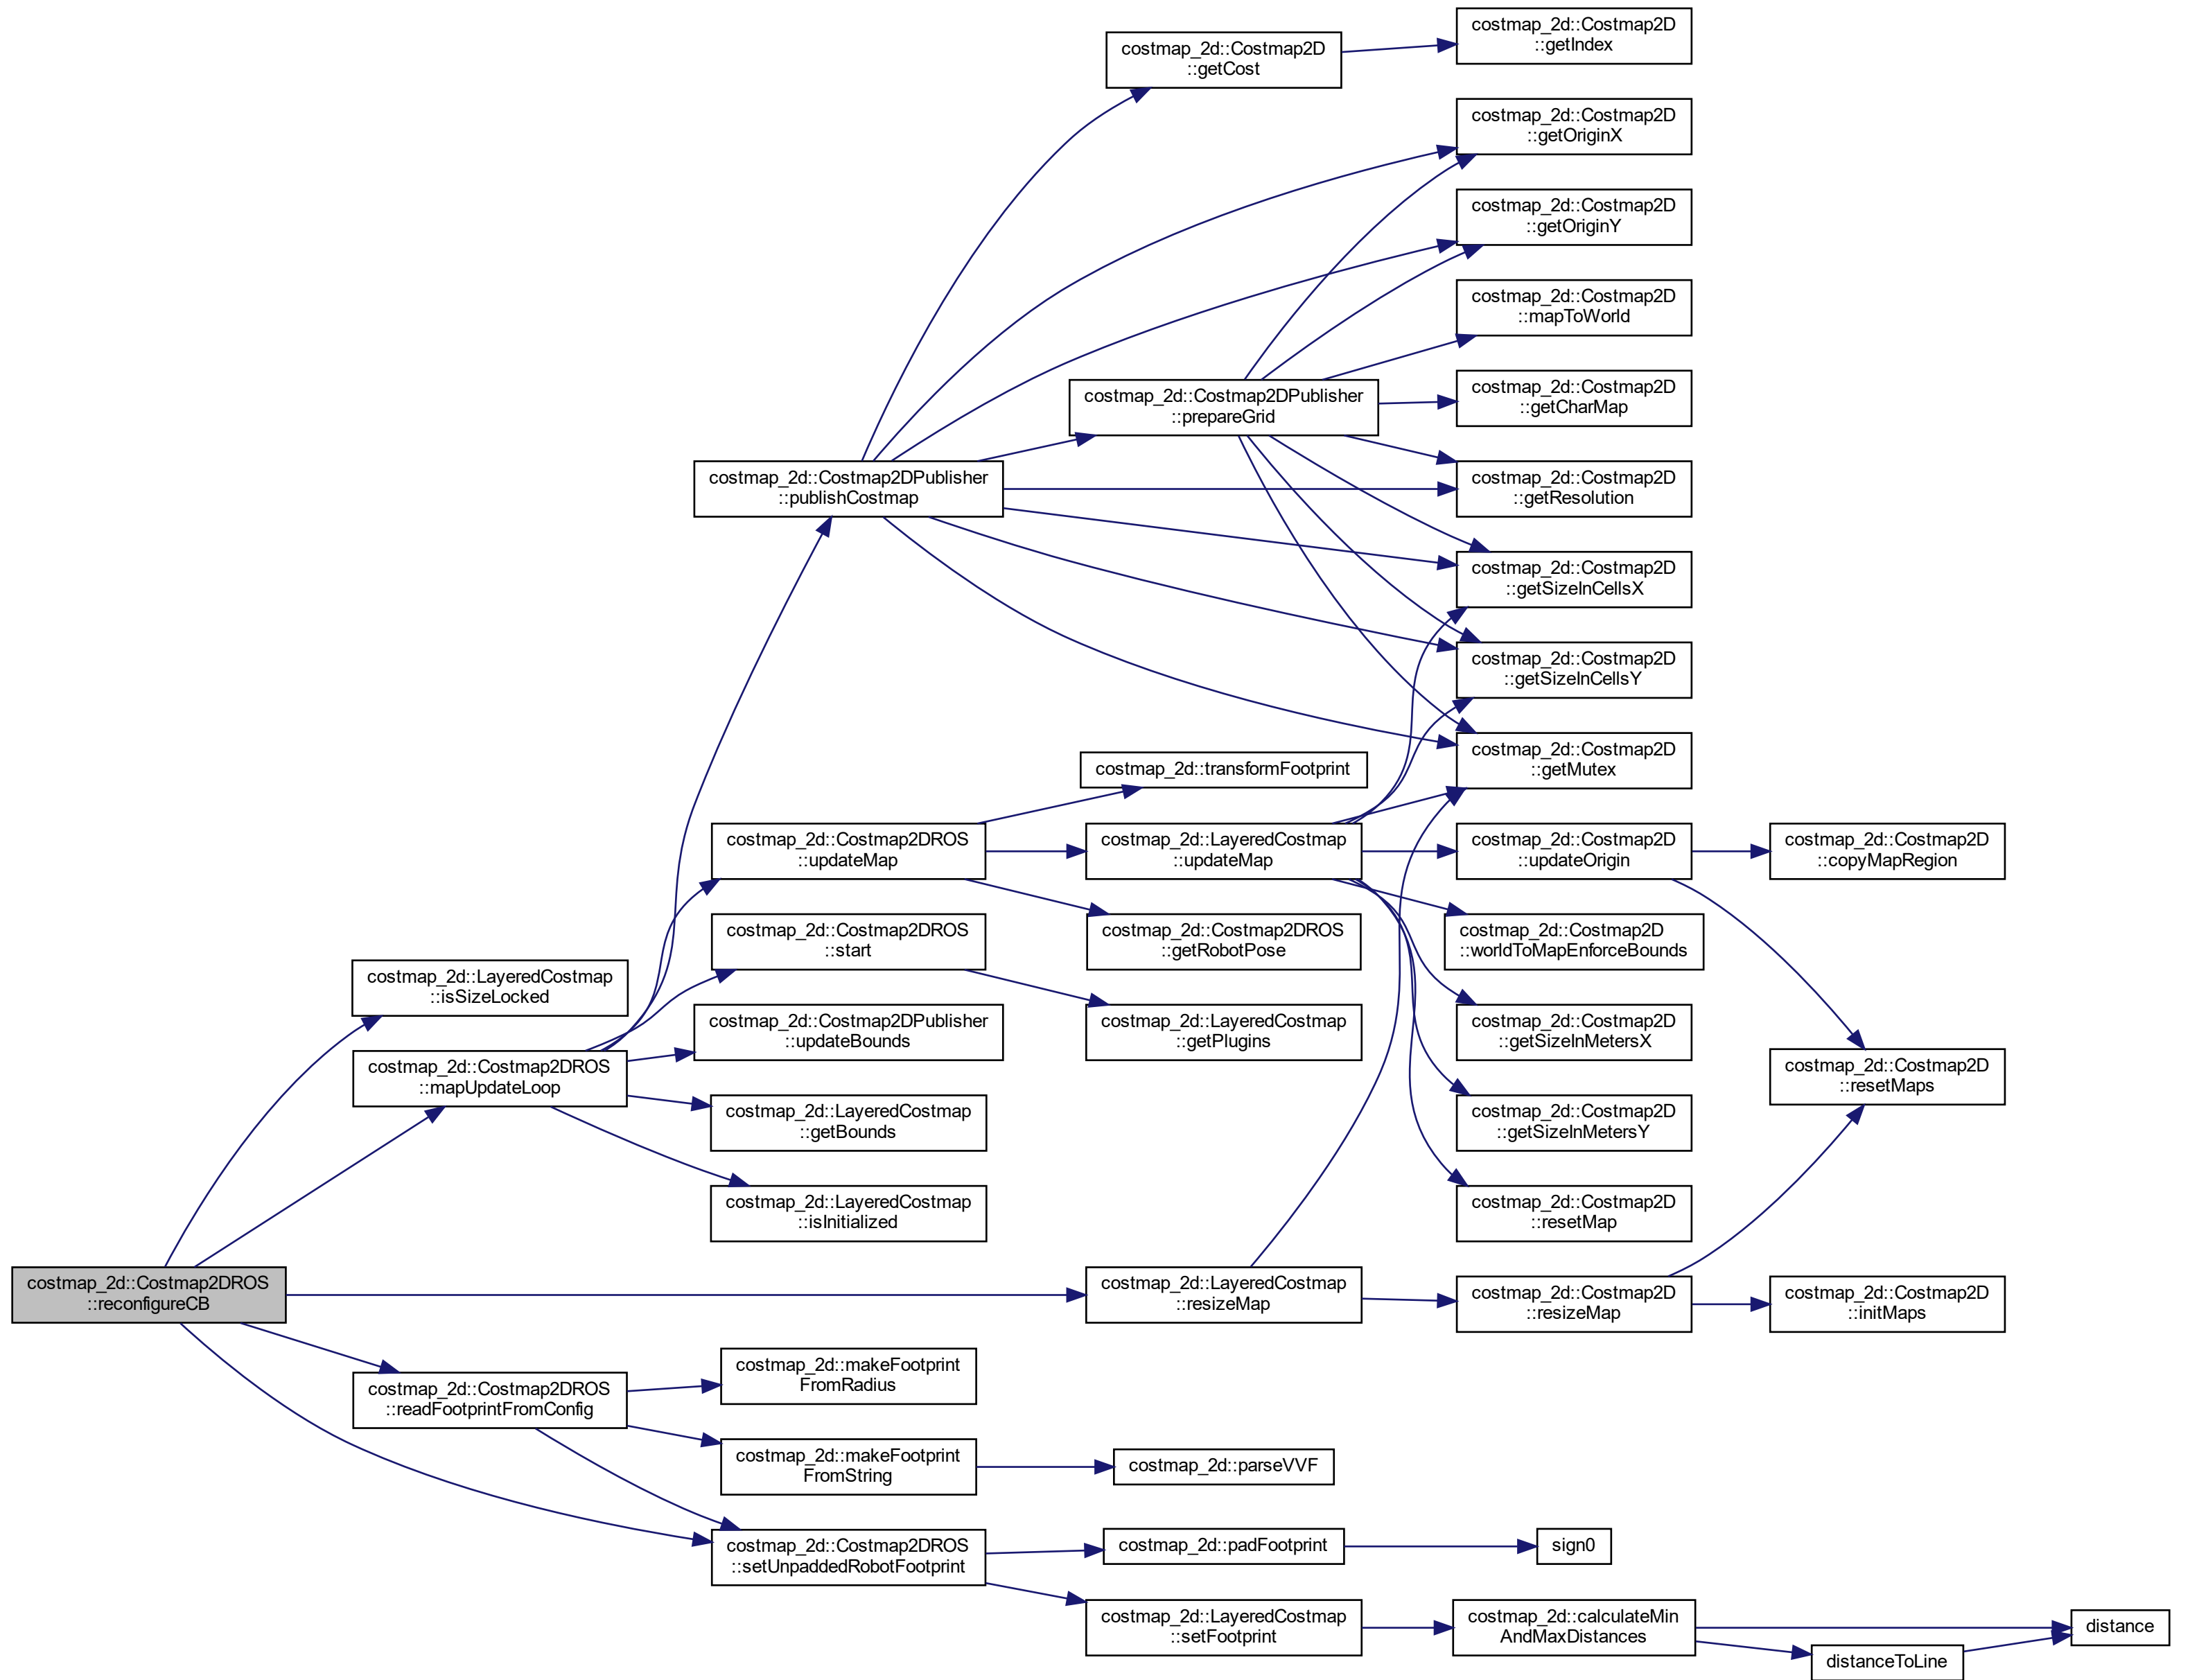 costmap_2d::Costmap2DROS
::reconfigureCB
costmap_2d::LayeredCostmap
::isSizeLocked
costmap_2d::Costmap2DROS
::mapUpdateLoop
costmap_2d::Costmap2DROS
::readFootprintFromConfig
costmap_2d::Costmap2DPublisher
::publishCostmap
costmap_2d::Costmap2DROS
::updateMap
costmap_2d::Costmap2DROS
::start
costmap_2d::Costmap2DPublisher
::updateBounds
costmap_2d::LayeredCostmap
::getBounds
costmap_2d::LayeredCostmap
::isInitialized
costmap_2d::makeFootprint
FromRadius
costmap_2d::makeFootprint
FromString
costmap_2d::Costmap2DROS
::setUnpaddedRobotFootprint
costmap_2d::Costmap2D
::getCost
costmap_2d::Costmap2DPublisher
::prepareGrid
costmap_2d::transformFootprint
costmap_2d::LayeredCostmap
::updateMap
costmap_2d::Costmap2DROS
::getRobotPose
costmap_2d::LayeredCostmap
::getPlugins
costmap_2d::LayeredCostmap
::resizeMap
costmap_2d::parseVVF
costmap_2d::padFootprint
costmap_2d::LayeredCostmap
::setFootprint
costmap_2d::Costmap2D
::getIndex
costmap_2d::Costmap2D
::getOriginX
costmap_2d::Costmap2D
::getOriginY
costmap_2d::Costmap2D
::mapToWorld
costmap_2d::Costmap2D
::getCharMap
costmap_2d::Costmap2D
::getResolution
costmap_2d::Costmap2D
::getSizeInCellsX
costmap_2d::Costmap2D
::getSizeInCellsY
costmap_2d::Costmap2D
::getMutex
costmap_2d::Costmap2D
::updateOrigin
costmap_2d::Costmap2D
::worldToMapEnforceBounds
costmap_2d::Costmap2D
::getSizeInMetersX
costmap_2d::Costmap2D
::getSizeInMetersY
costmap_2d::Costmap2D
::resetMap
costmap_2d::Costmap2D
::resizeMap
sign0
costmap_2d::calculateMin
AndMaxDistances
costmap_2d::Costmap2D
::copyMapRegion
costmap_2d::Costmap2D
::resetMaps
costmap_2d::Costmap2D
::initMaps
distanceToLine
distance